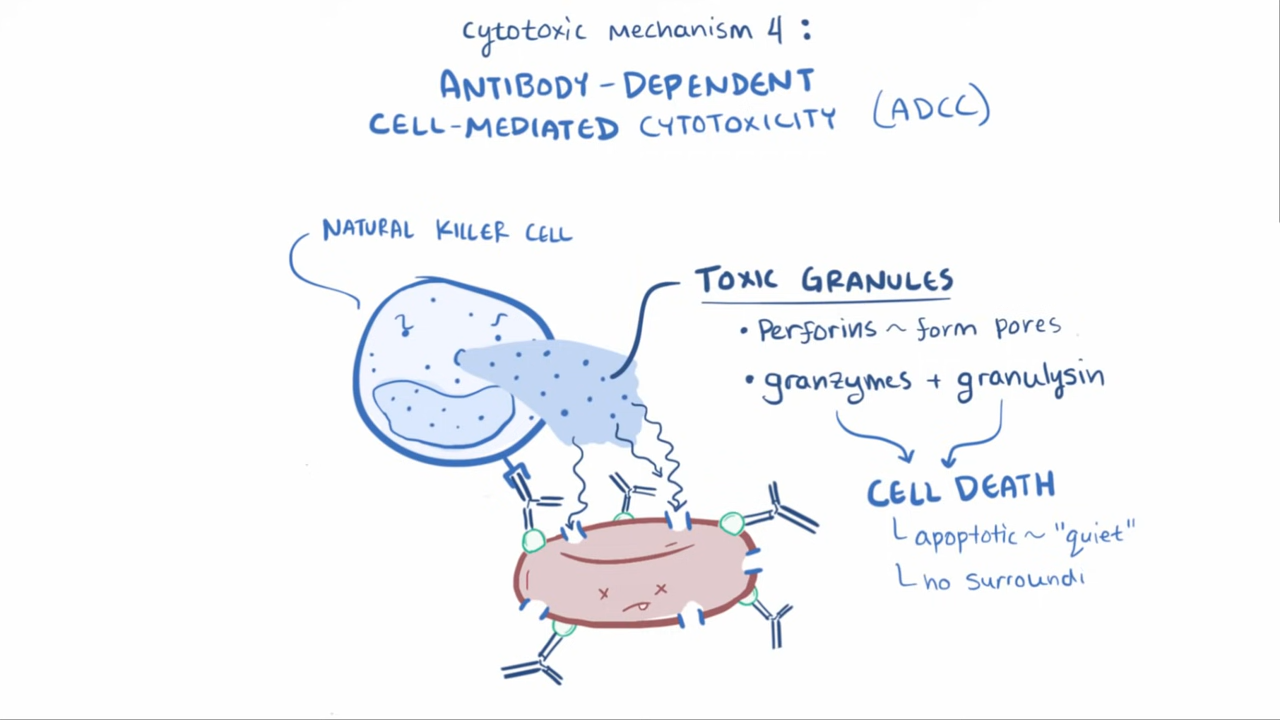 cytotoxic mechanism 4 :
ANTIBODY-DEPENDENT
CELL-MEDIATED CYTOTOXICITY (ADCC)
NATURAL KILLER CELL
TOXIC GRANULES
• Perforins ~ form pores
• granzymes + granulysin
CELL DEATH
apoptotic ~ "quiet"
no surroundi